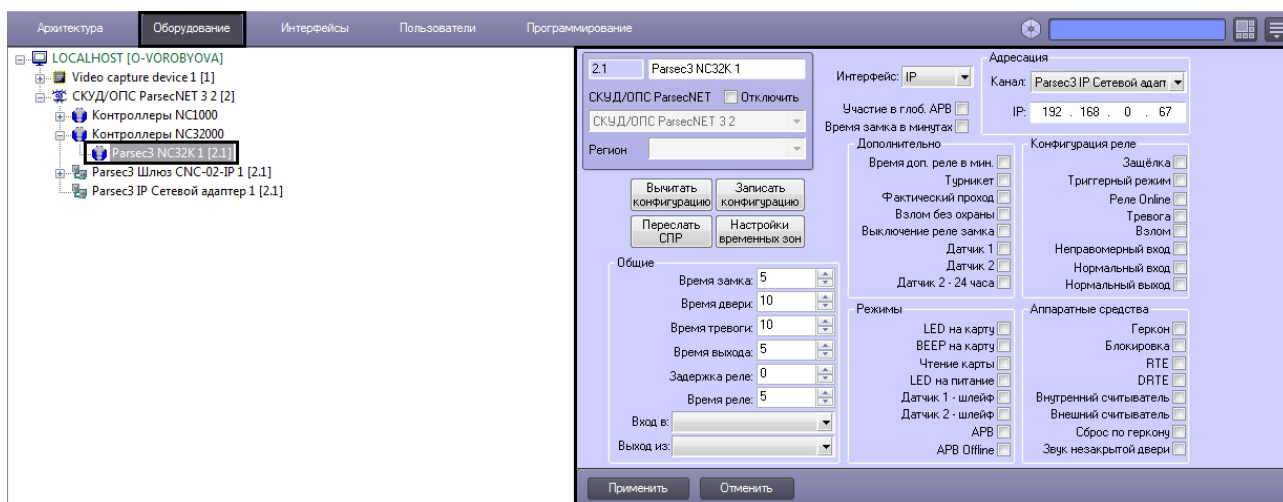 Архитектура Оборудование Интерфейсы Пользователи Программирование
LOCALHOST [O-VOROBYOVA]
Video capture device 1 [1]
СКУД/ОПС ParsecNET 3 2 [2]
Контроллеры NC1000
Контроллеры NC32000
Parsec3 NC32K 1 [2.1]
Parsec3 Шлюз CNC-02-IP 1 [2.1]
Parsec3 IP Сетевой адаптер 1 [2.1]
2.1 Parsec3 NC32K 1
СКУД/ОПС ParsecNET Отключить
СКУД/ОПС ParsecNET 3 2
Регион
Вычитать конфигурацию
Записать конфигурацию
Переслать СПР
Настройки временных зон
Общие
Время замка: 5
Время двери: 10
Время тревоги: 10
Время выхода: 5
Задержка реле: 0
Время реле: 5
Вход в:
Выход из:
Интерфейс: IP
Участие в глоб. APB
Время замка в минутах
Адресация
Канал: Parsec3 IP Сетевой адап
IP: 192 . 168 . 0 . 67
Дополнительно
Время доп. реле в мин.
Турникет
Фактический проход
Взлом без охраны
Выключение реле замка
Датчик 1
Датчик 2
Датчик 2 - 24 часа
Конфигурация реле
Защёлка
Триггерный режим
Реле Online
Тревога
Взлом
Неправомерный вход
Нормальный вход
Нормальный выход
Режимы
LED на карту
BEEP на карту
Чтение карты
LED на питание
Датчик 1 - шлейф
Датчик 2 - шлейф
APB
APB Offline
Аппаратные средства
Геркон
Блокировка
RTE
DRTE
Внутренний считыватель
Внешний считыватель
Сброс по геркону
Звук незакрытой двери
Применить Отменить